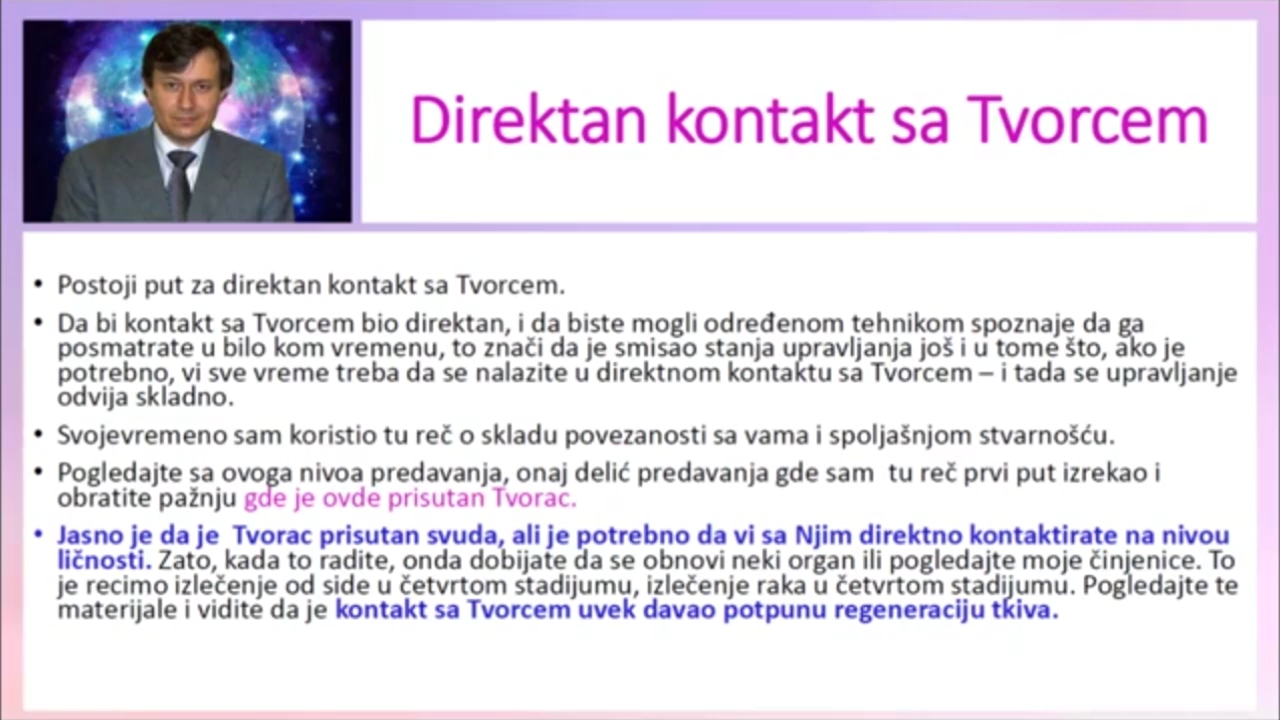 Direktan kontakt sa Tvorcem
• Postoji put za direktan kontakt sa Tvorcem.
• Da bi kontakt sa Tvorcem bio direktan, i da biste mogli određenom tehnikom spoznaje da ga
posmatrate u bilo kom vremenu, to znači da je smisao stanja upravljanja još i u tome što, ako je
potrebno, vi sve vreme treba da se nalazite u direktnom kontaktu sa Tvorcem – i tada se upravljanje
odvija skladno.
• Svojevremeno sam koristio tu reč o skladu povezanosti sa vama i spoljašnjom stvarnošću.
• Pogledajte sa ovoga nivoa predavanja, onaj delić predavanja gde sam  tu reč prvi put izrekao i
obratite pažnju gde je ovde prisutan Tvorac.
• Jasno je da je  Tvorac prisutan svuda, ali je potrebno da vi sa Njim direktno kontaktirate na nivou
ličnosti. Zato, kada to radite, onda dobijate da se obnovi neki organ ili pogledajte moje činjenice. To
je recimo izlečenje od side u četvrtom stadijumu, izlečenje raka u četvrtom stadijumu. Pogledajte te
materijale i vidite da je kontakt sa Tvorcem uvek davao potpunu regeneraciju tkiva.